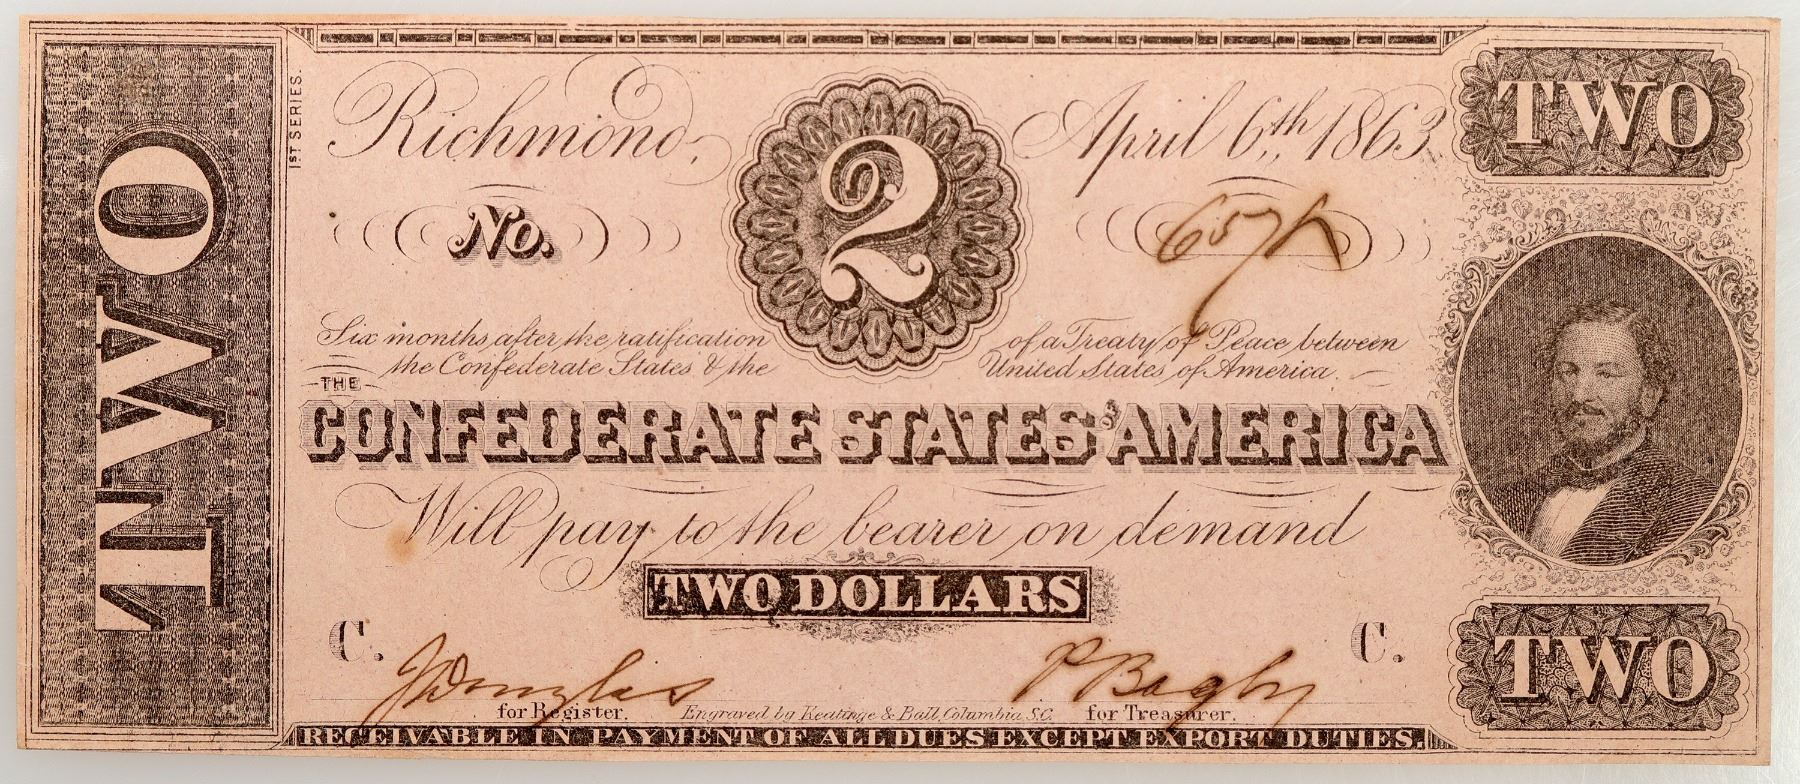 TWO
1ST SERIES.
Richmond, April 6th, 1863
TWO
2
No.
Six months after the ratification of a Treaty of Peace between
the Confederate States & the United States of America
THE
CONFEDERATE STATES OF AMERICA
Will pay to the bearer on demand
TWO DOLLARS
C. C.
J Douglas P Bagby
for Register. Engraved by Keatinge & Ball, Columbia, S.C. for Treasurer.
RECEIVABLE IN PAYMENT OF ALL DUES EXCEPT EXPORT DUTIES.
TWO